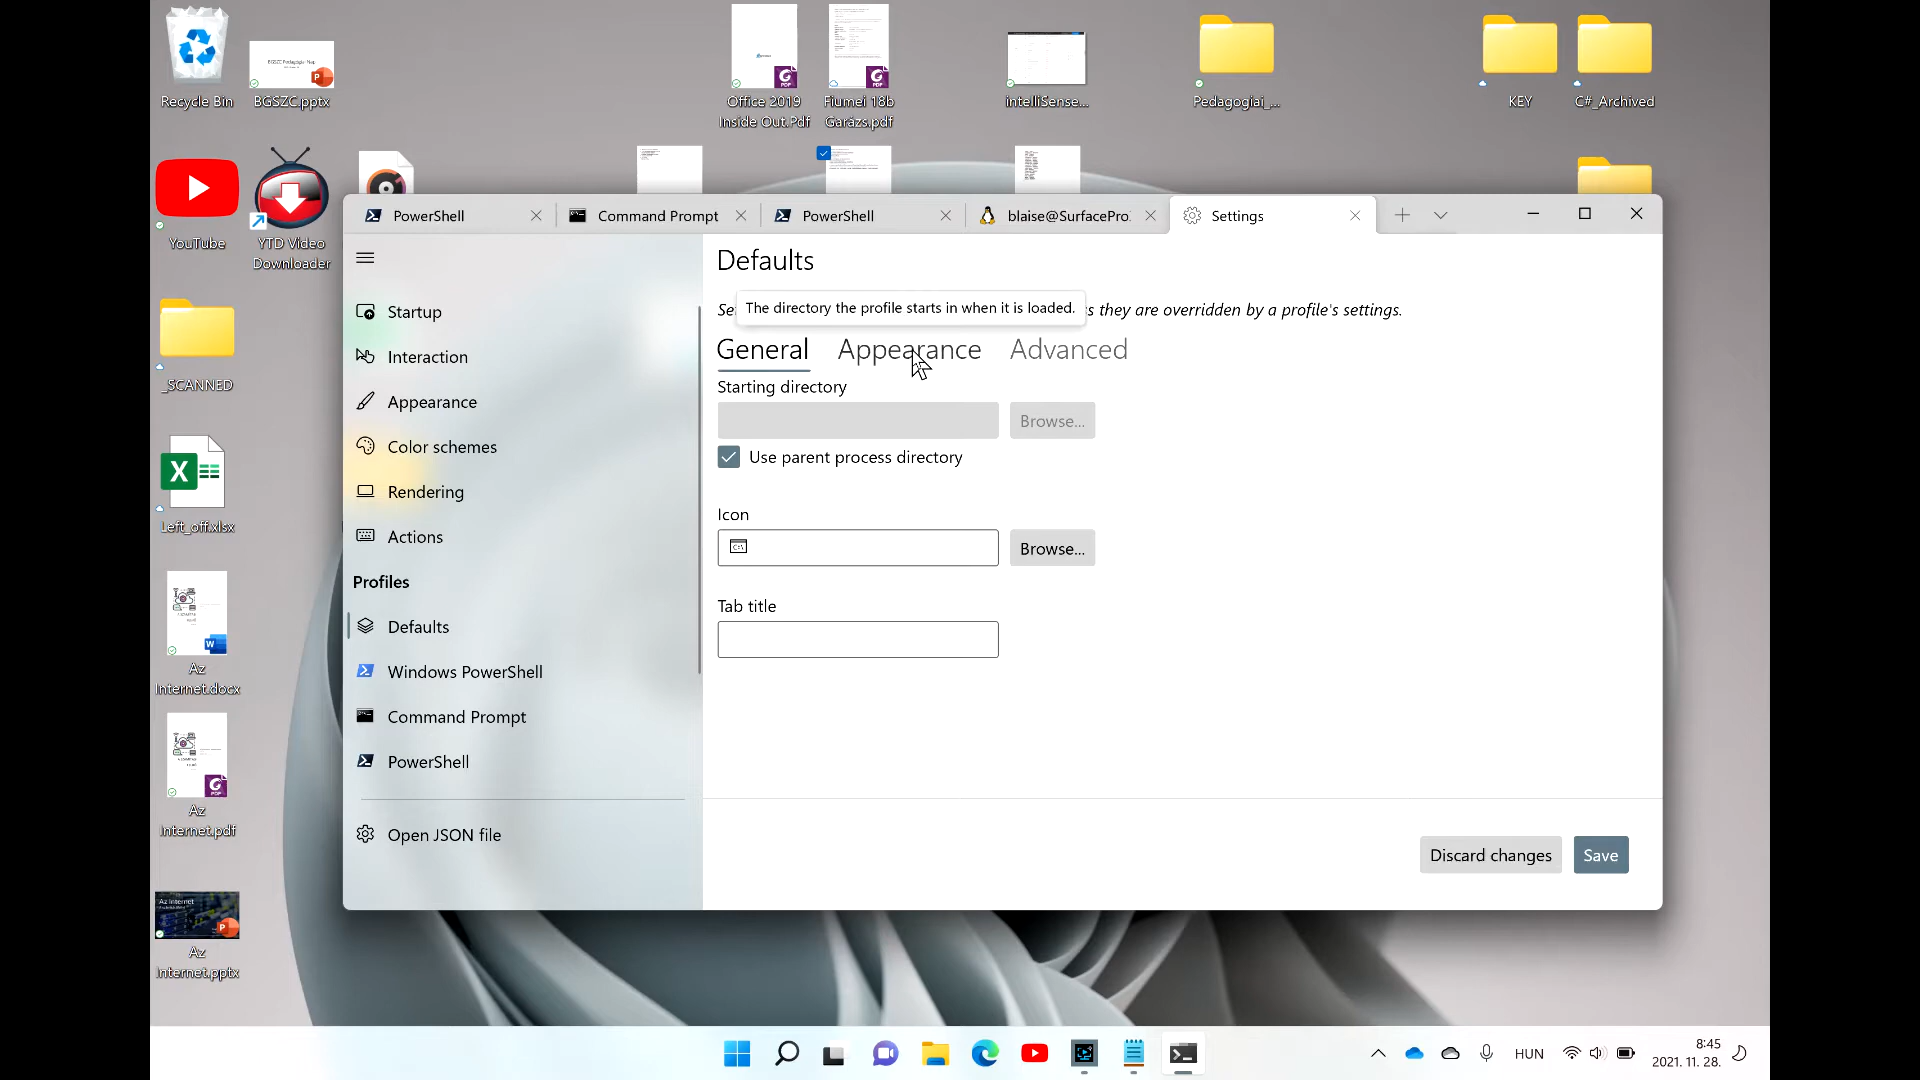 Recycle Bin
BGSZC.pptx
Office 2019
Inside Out.Pdf
Fiumei 18b
Garázs.pdf
intelliSense...
Pedagogiai_...
KEY
C#_Archived
YouTube
YTD Video
Downloader
_SCANNED
Left_off.xlsx
Az
Internet.docx
Az
Internet.pdf
Az Internet
Az
Internet.pptx
PowerShell
Command Prompt
PowerShell
blaise@SurfacePro
Settings
Startup
Interaction
Appearance
Color schemes
Rendering
Actions
Profiles
Defaults
Windows PowerShell
Command Prompt
PowerShell
Open JSON file
Defaults
The directory the profile starts in when it is loaded.
they are overridden by a profile's settings.
General Appearance Advanced
Starting directory
Browse...
Use parent process directory
Icon
Browse...
Tab title
Discard changes
Save
HUN
8:45
2021. 11. 28.